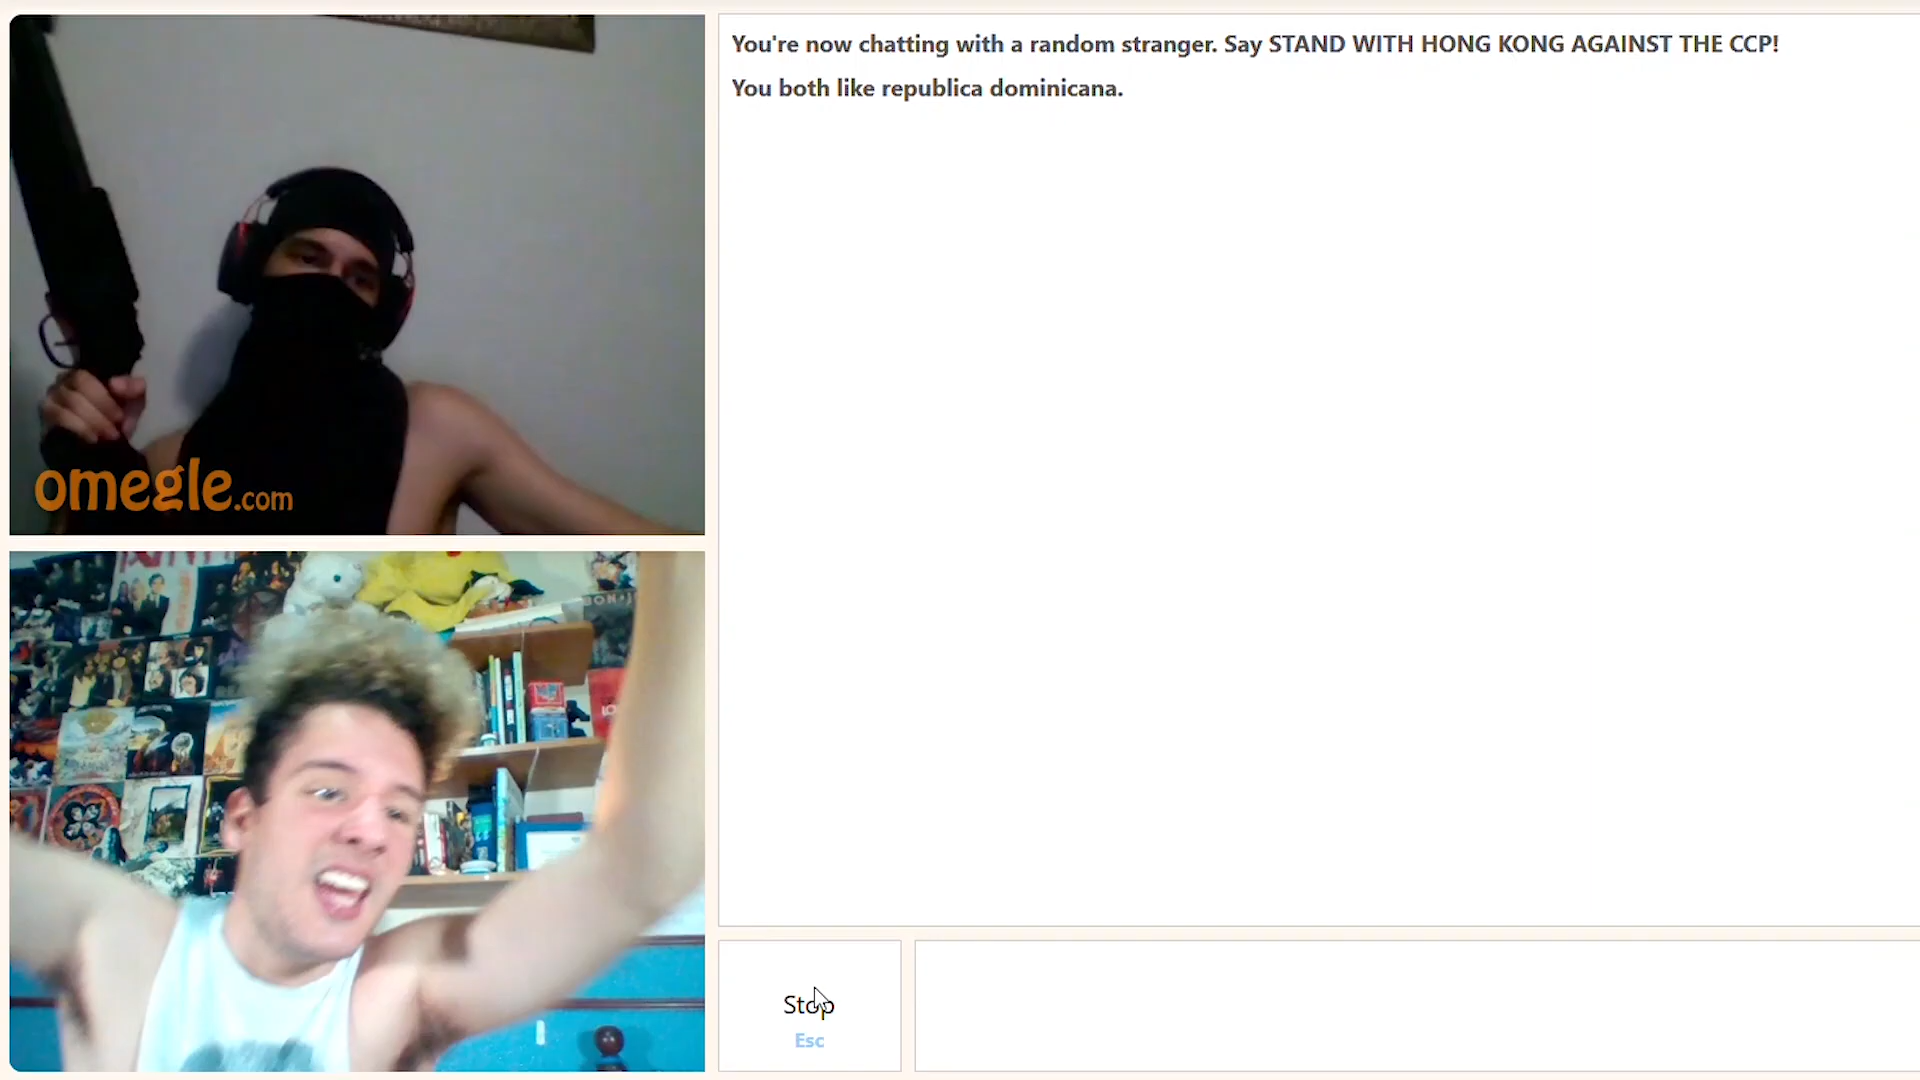 You're now chatting with a random stranger. Say STAND WITH HONG KONG AGAINST THE CCP!
You both like republica dominicana.
omegle.com
BON J
Stop
Esc